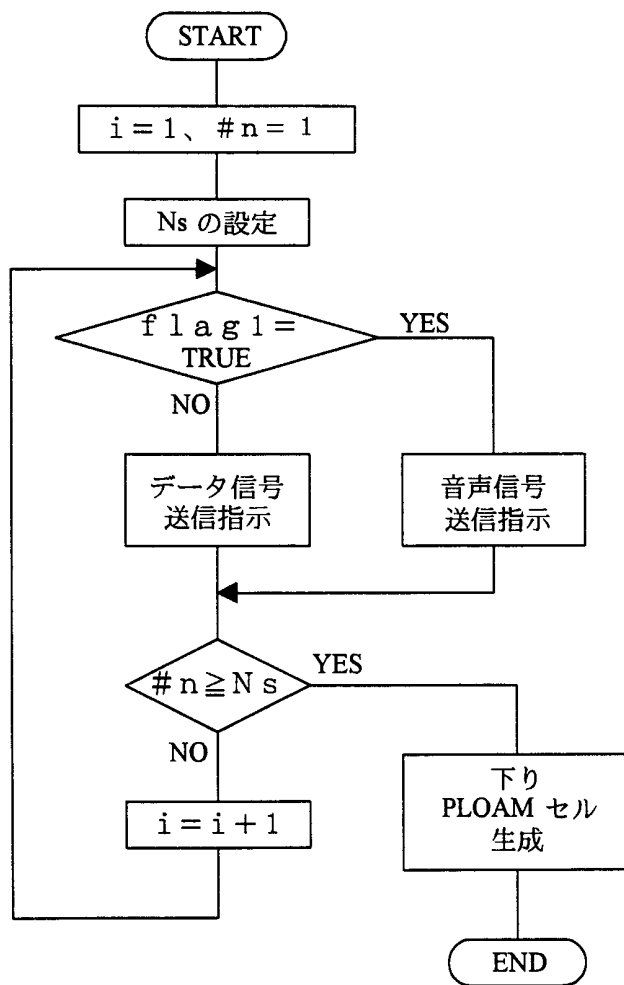 START
i=1、#n=1
Ns の設定
flag1=
TRUE
YES
NO
データ信号
送信指示
音声信号
送信指示
#n≧Ns
YES
NO
i=i+1
下り
PLOAM セル
生成
END